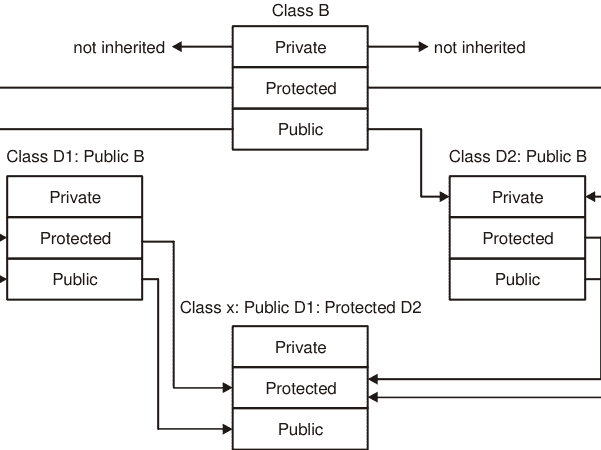 Class B
not inherited
Private
not inherited
Protected
Public
Class D1: Public B
Class D2: Public B
Private
Private
Protected
Protected
Public
Public
Class x: Public D1: Protected D2
Private
Protected
Public